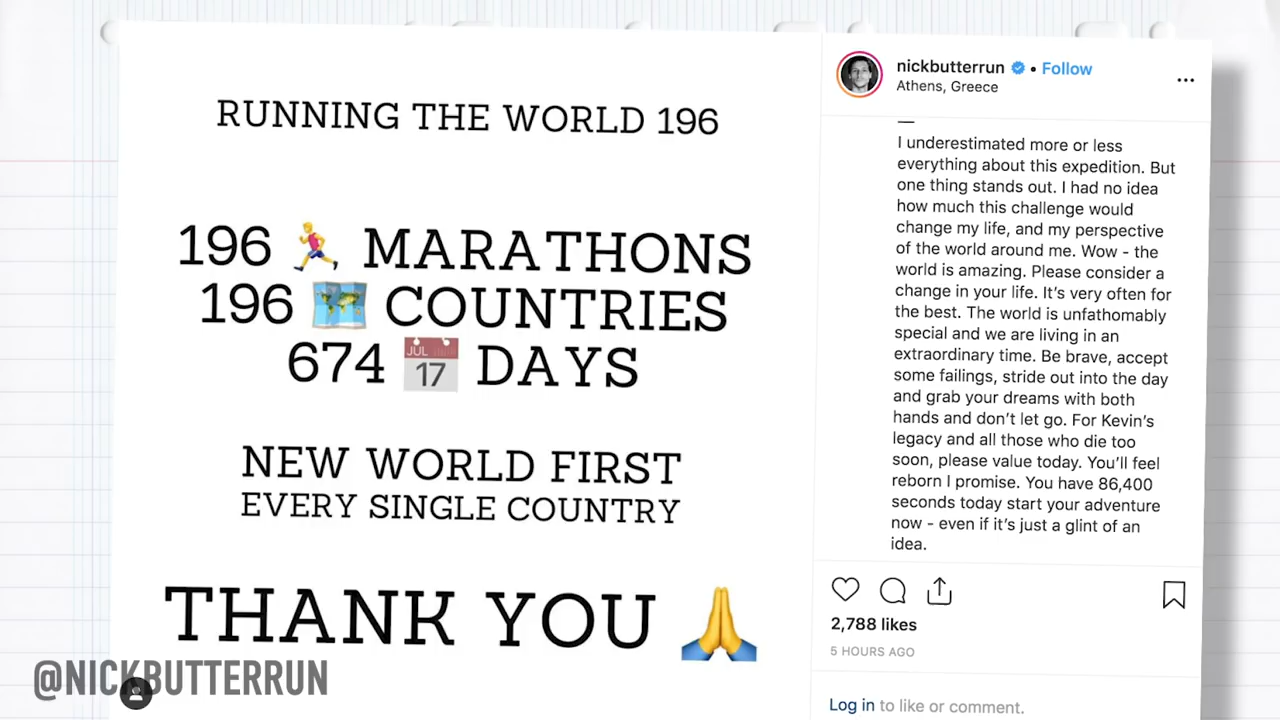 RUNNING THE WORLD 196
196 🏃 MARATHONS
196 🗺️ COUNTRIES
674 📅 DAYS
JUL
17
NEW WORLD FIRST
EVERY SINGLE COUNTRY
THANK YOU 🙏
@NICKBUTTERRUN
nickbutterrun • Follow
Athens, Greece
—
I underestimated more or less
everything about this expedition. But
one thing stands out. I had no idea
how much this challenge would
change my life, and my perspective
of the world around me. Wow - the
world is amazing. Please consider a
change in your life. It's very often for
the best. The world is unfathomably
special and we are living in an
extraordinary time. Be brave, accept
some failings, stride out into the day
and grab your dreams with both
hands and don't let go. For Kevin's
legacy and all those who die too
soon, please value today. You'll feel
reborn I promise. You have 86,400
seconds today start your adventure
now - even if it's just a glint of an
idea.
2,788 likes
5 HOURS AGO
Log in to like or comment.